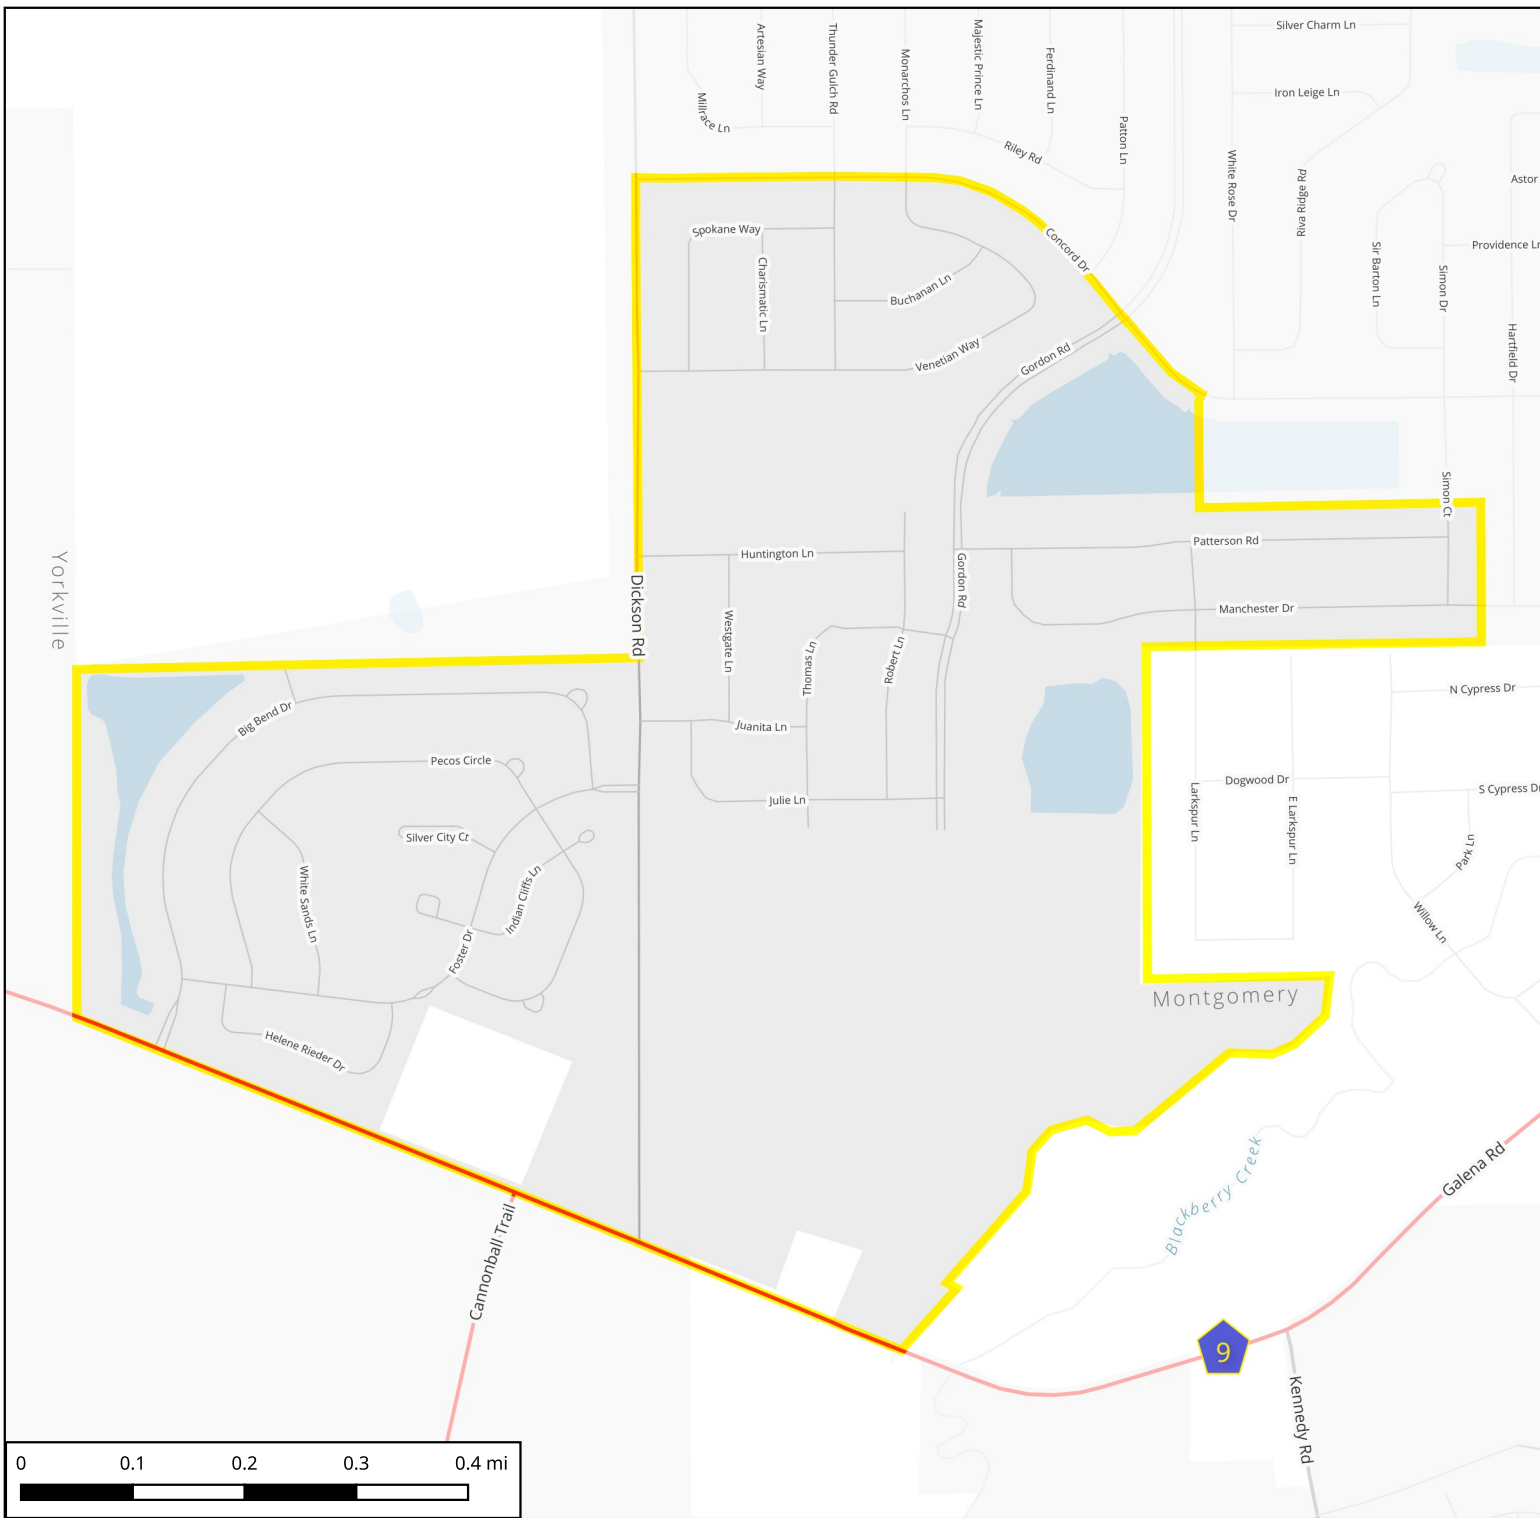 Silver Charm Ln
Artesian Way
Thunder Gulch Rd
Monarchos Ln
Majestic Prince Ln
Ferdinand Ln
Iron Leige Ln
Millrace Ln
Patton Ln
Riley Rd
White Rose Dr
Riva Ridge Rd
Astor
Spokane Way
Concord Dr
Sir Barton Ln
Simon Dr
Providence Ln
Charismatic Ln
Buchanan Ln
Venetian Way
Gordon Rd
Hartfield Dr
Simon Ct
Patterson Rd
Huntington Ln
Gordon Rd
Dickson Rd
Yorkville
Manchester Dr
Westgate Ln
Thomas Ln
Robert Ln
N Cypress Dr
Big Bend Dr
Juanita Ln
Pecos Circle
Dogwood Dr
S Cypress Dr
Julie Ln
Larkspur Ln
E Larkspur Ln
Silver City Ct
Park Ln
White Sands Ln
Indian Cliffs Ln
Willow Ln
Foster Dr
Montgomery
Helene Rieder Dr
Blackberry Creek
Galena Rd
Cannonball Trail
9
Kennedy Rd
0 0.1 0.2 0.3 0.4 mi